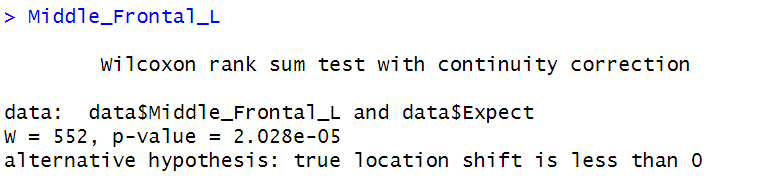 > Middle_Frontal_L
Wilcoxon rank sum test with continuity correction
data:  data$Middle_Frontal_L and data$Expect
W = 552, p-value = 2.028e-05
alternative hypothesis: true location shift is less than 0